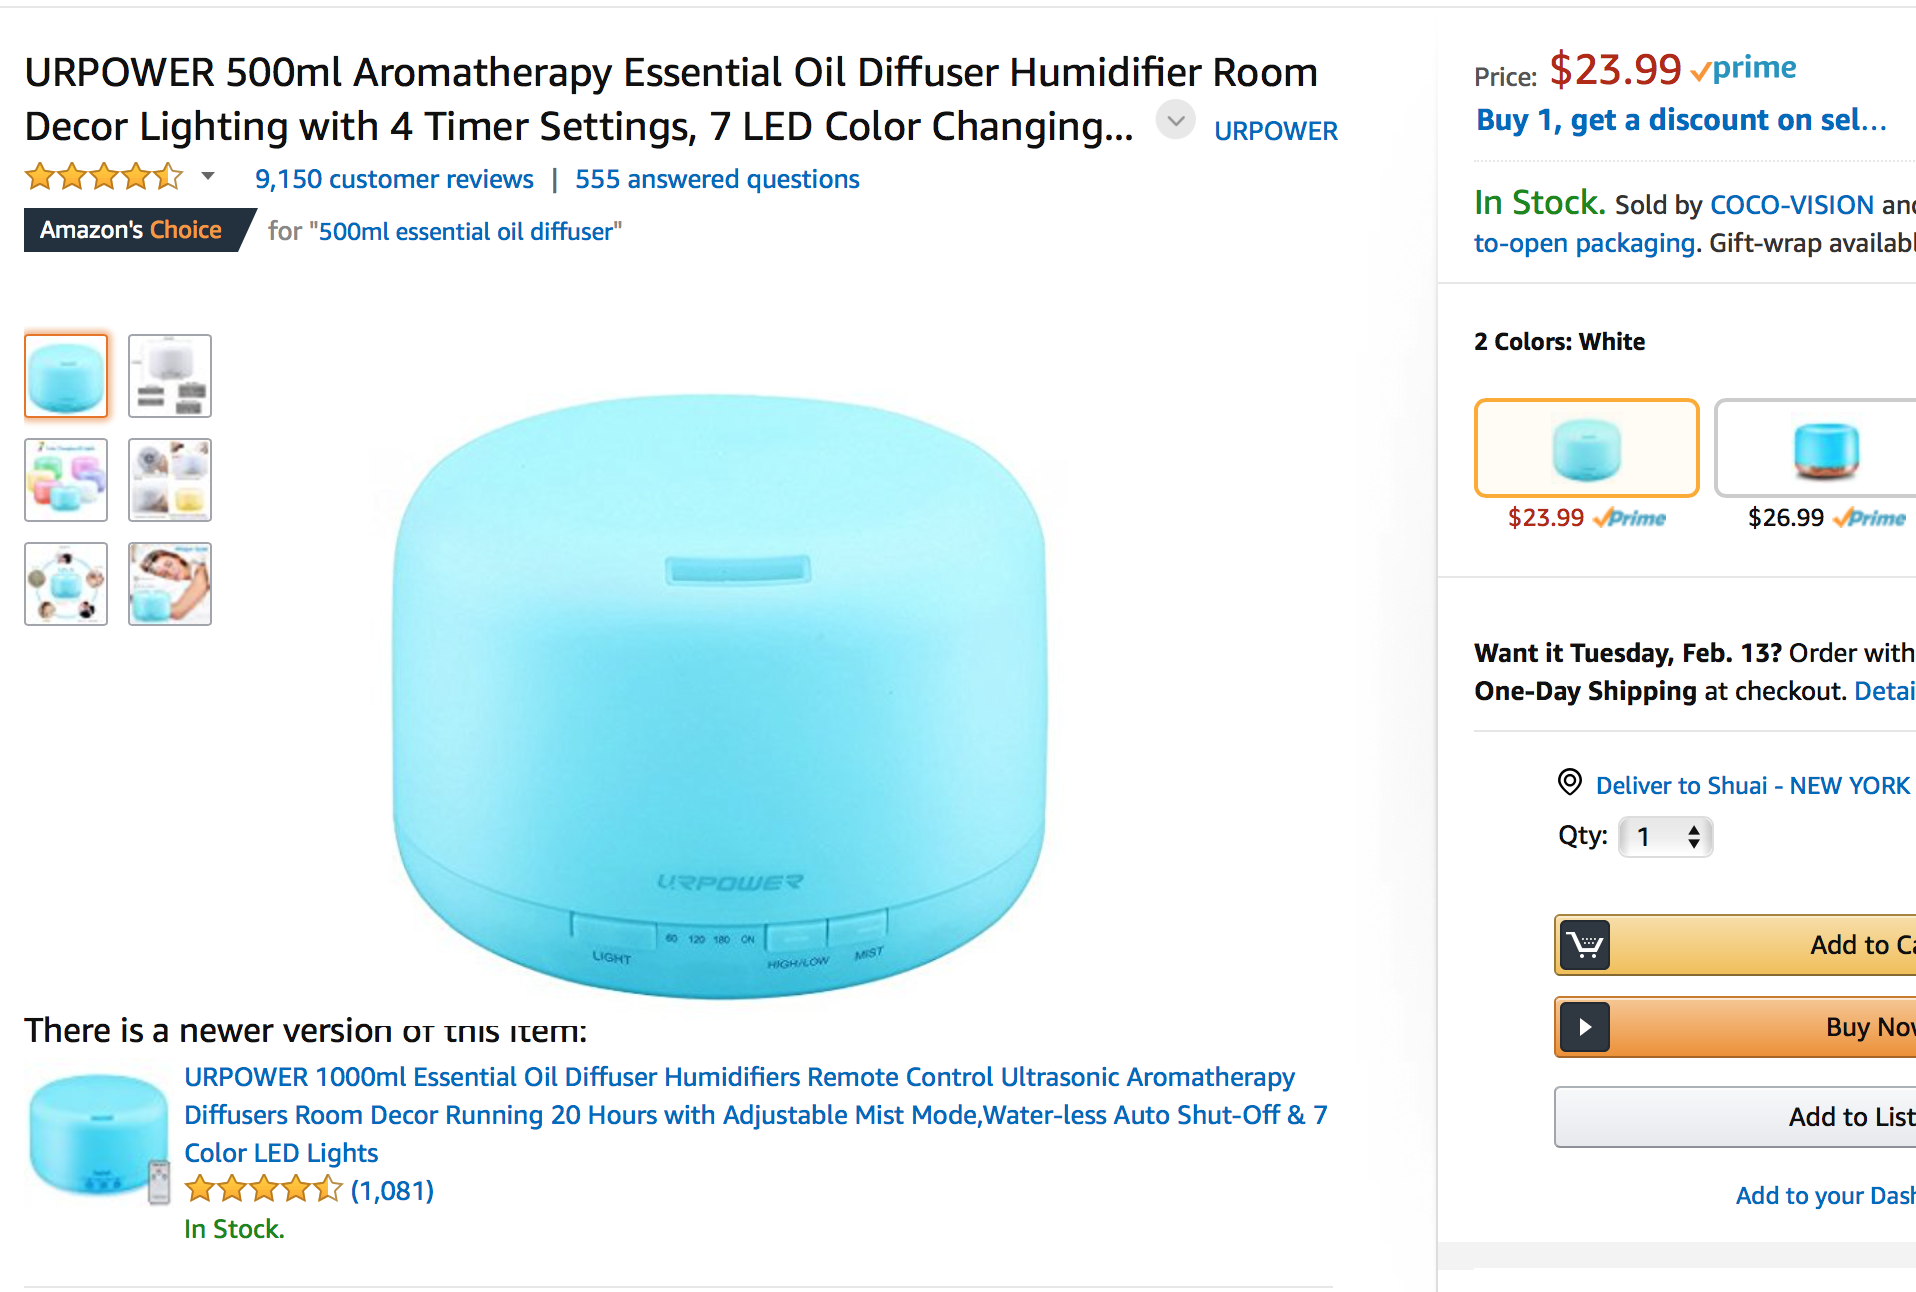 URPOWER 500ml Aromatherapy Essential Oil Diffuser Humidifier Room
Decor Lighting with 4 Timer Settings, 7 LED Color Changing...
URPOWER
9,150 customer reviews | 555 answered questions
Amazon's Choice for "500ml essential oil diffuser"
URPOWER
60 120 180 ON
LIGHT HIGH/LOW MIST
There is a newer version of this item:
URPOWER 1000ml Essential Oil Diffuser Humidifiers Remote Control Ultrasonic Aromatherapy
Diffusers Room Decor Running 20 Hours with Adjustable Mist Mode,Water-less Auto Shut-Off & 7
Color LED Lights
(1,081)
In Stock.
Price: $23.99 prime
Buy 1, get a discount on sel...
In Stock. Sold by COCO-VISION and
to-open packaging. Gift-wrap availabl
2 Colors: White
$23.99 Prime $26.99 Prime
Want it Tuesday, Feb. 13? Order with
One-Day Shipping at checkout. Detai
Deliver to Shuai - NEW YORK
Qty: 1
Add to Ca
Buy Now
Add to List
Add to your Dash